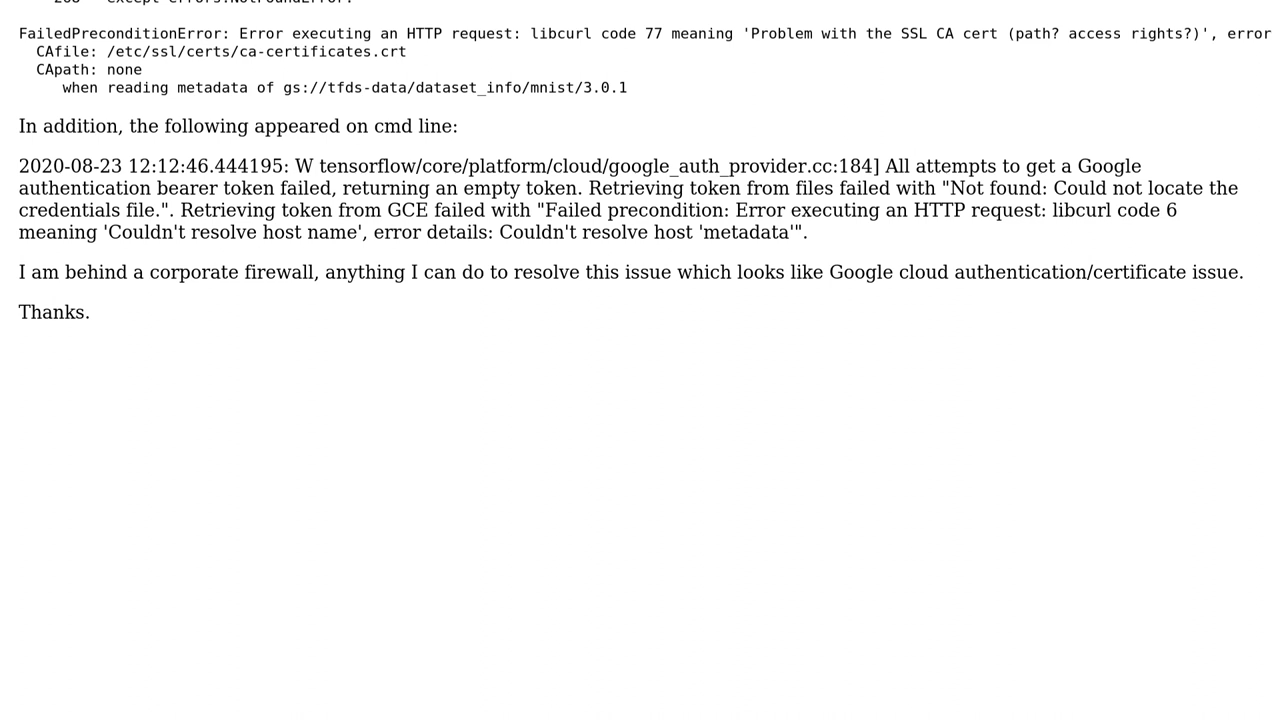 268 except errors.NotFoundError:
FailedPreconditionError: Error executing an HTTP request: libcurl code 77 meaning 'Problem with the SSL CA cert (path? access rights?)', error
CAfile: /etc/ssl/certs/ca-certificates.crt
CApath: none
when reading metadata of gs://tfds-data/dataset_info/mnist/3.0.1
In addition, the following appeared on cmd line:
2020-08-23 12:12:46.444195: W tensorflow/core/platform/cloud/google_auth_provider.cc:184] All attempts to get a Google
authentication bearer token failed, returning an empty token. Retrieving token from files failed with "Not found: Could not locate the
credentials file.". Retrieving token from GCE failed with "Failed precondition: Error executing an HTTP request: libcurl code 6
meaning 'Couldn't resolve host name', error details: Couldn't resolve host 'metadata'".
I am behind a corporate firewall, anything I can do to resolve this issue which looks like Google cloud authentication/certificate issue.
Thanks.